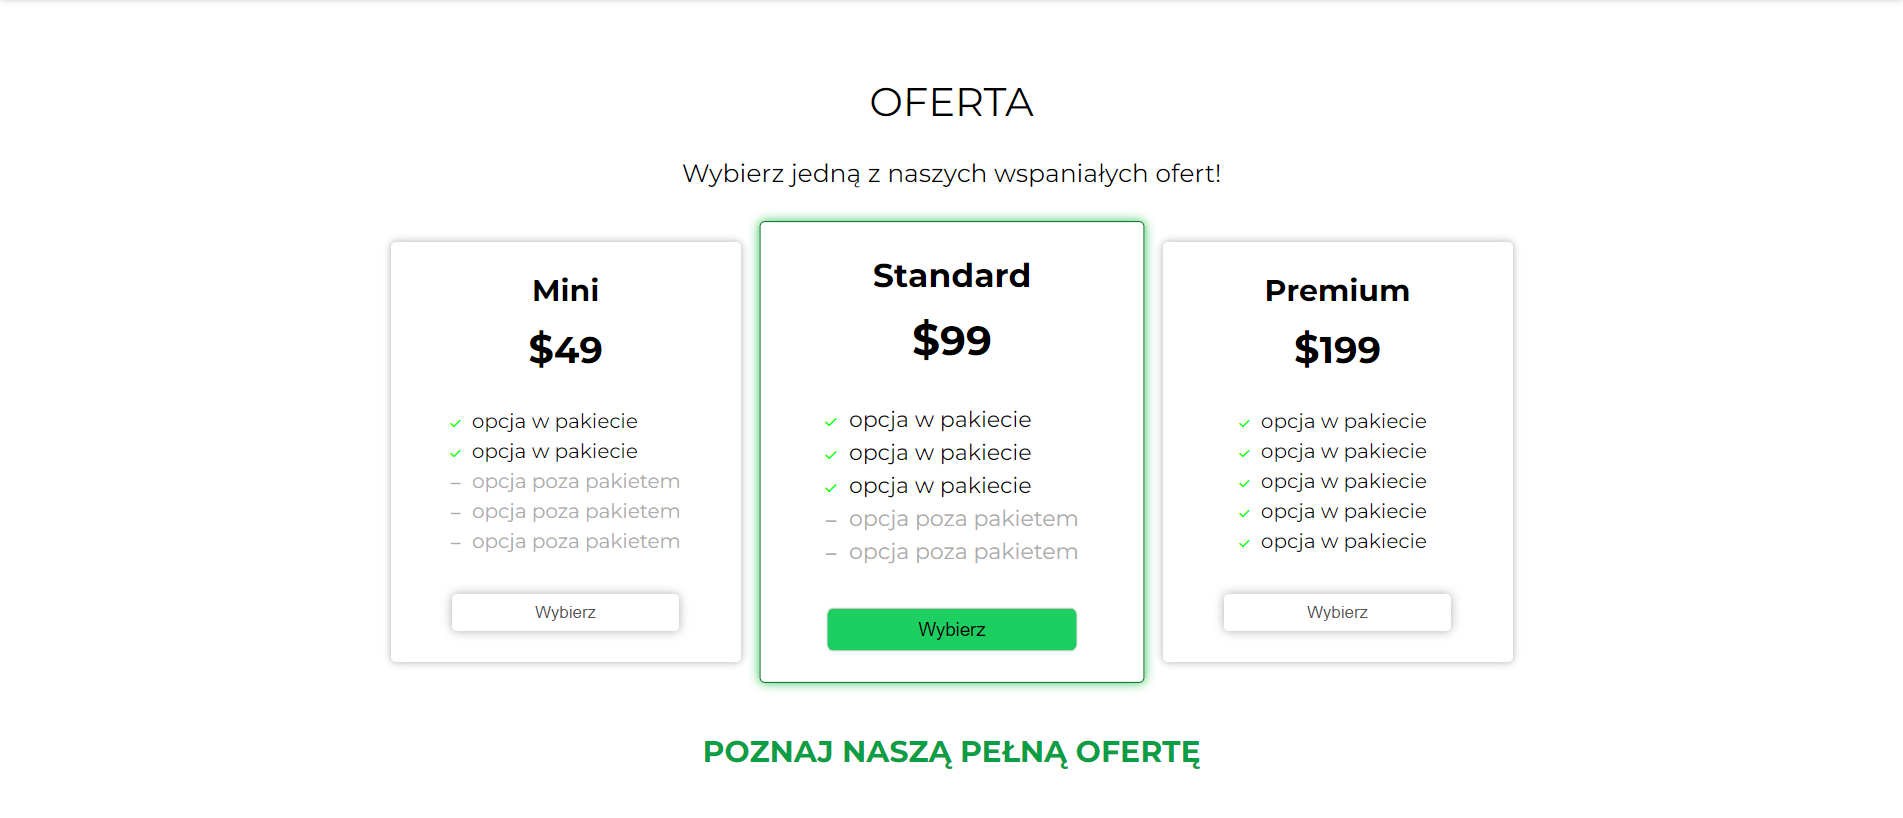 OFERTA
Wybierz jedną z naszych wspaniałych ofert!
Mini
$49
opcja w pakiecie
opcja w pakiecie
opcja poza pakietem
opcja poza pakietem
opcja poza pakietem
Wybierz
Standard
$99
opcja w pakiecie
opcja w pakiecie
opcja w pakiecie
opcja poza pakietem
opcja poza pakietem
Wybierz
Premium
$199
opcja w pakiecie
opcja w pakiecie
opcja w pakiecie
opcja w pakiecie
opcja w pakiecie
Wybierz
POZNAJ NASZĄ PEŁNĄ OFERTĘ